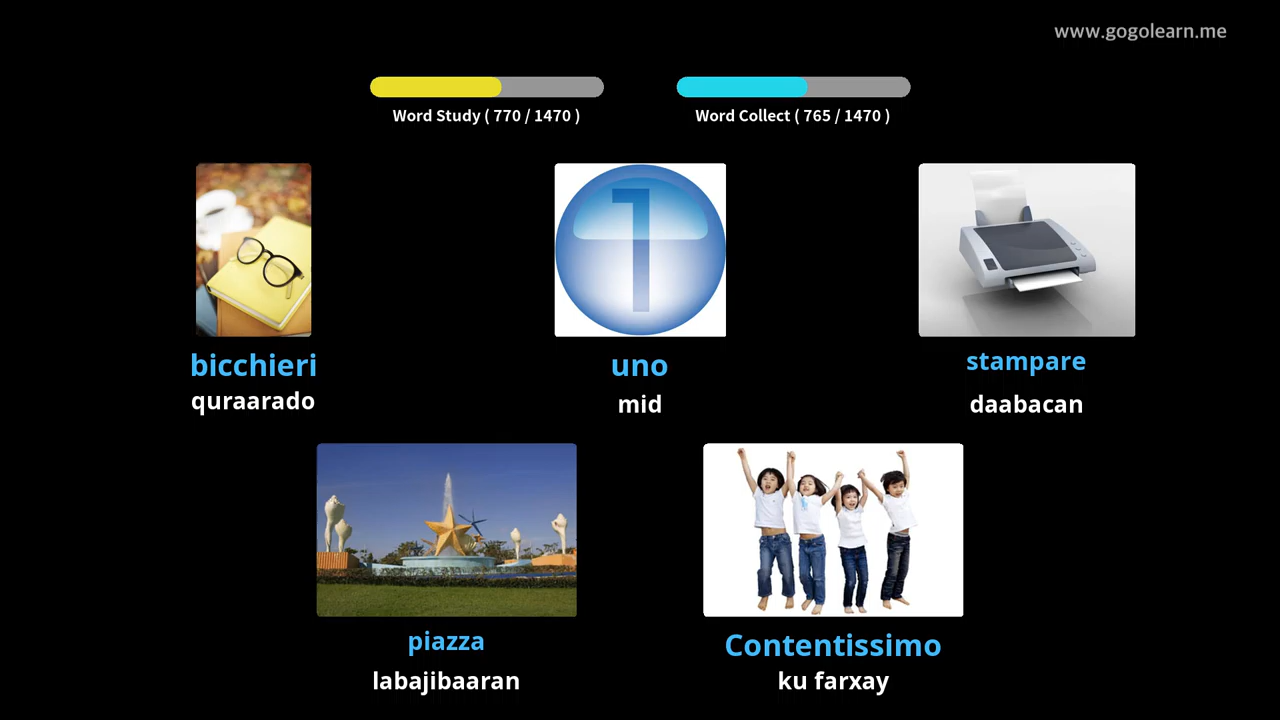 www.gogolearn.me
Word Study ( 770 / 1470 )
Word Collect ( 765 / 1470 )
1
bicchieri
quraarado
uno
mid
stampare
daabacan
piazza
labajibaaran
Contentissimo
ku farxay